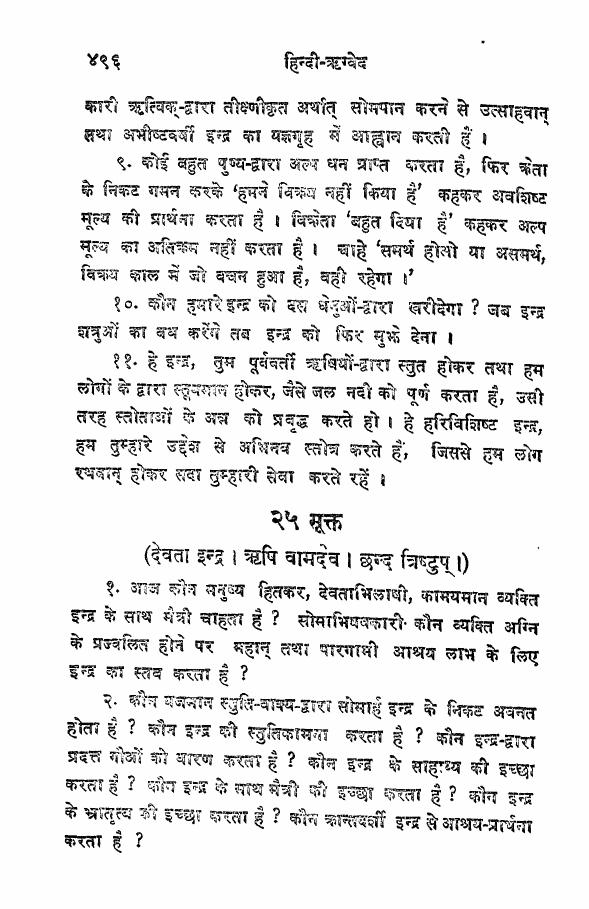 ४९६ हिन्दी-ऋग्वेद
कारी ऋत्विक्-द्वारा तीक्ष्णीकृत अर्थात् सोमपान करने से उत्साहवान्
तथा अभीष्टवर्षी इन्द्र का यज्ञगृह में आह्वान करती हैं ।
९. कोई बहुत पुण्य-द्वारा अल्प धन प्राप्त करता है, फिर क्रेता
के निकट गमन करके ‘हमने विक्रय नहीं किया है’ कहकर अवशिष्ट
मूल्य की प्रार्थना करता है । विक्रेता ‘बहुत दिया है’ कहकर अल्प
मूल्य का अतिक्रम नहीं करता है । चाहे ‘समर्थ होओ या असमर्थ,
विक्रय काल में जो वचन हुआ है, वही रहेगा ।’
१०. कौन हमारे इन्द्र को दस धेनुओं-द्वारा खरीदेगा ? जब इन्द्र
शत्रुओं का वध करेंगे तब इन्द्र को फिर मुझे देना ।
११. हे इन्द्र, तुम पूर्ववर्ती ऋषियों-द्वारा स्तुत होकर तथा हम
लोगों के द्वारा स्तूयमान होकर, जैसे जल नदी को पूर्ण करता है, उसी
तरह स्तोताओं के अन्न को प्रवृद्ध करते हो । हे हरिविशिष्ट इन्द्र,
हम तुम्हारे उद्देश से अभिनव स्तोत्र करते हैं, जिससे हम लोग
रथवान् होकर सदा तुम्हारी सेवा करते रहें ।
२५ सूक्त
(देवता इन्द्र । ऋषि वामदेव । छन्द त्रिष्टुप् ।)
१. आज कौन मनुष्य हितकर, देवताभिलाषी, कामयमान व्यक्ति
इन्द्र के साथ मैत्री चाहता है ? सोमाभिषवकारी कौन व्यक्ति अग्नि
के प्रज्वलित होने पर महान् तथा पारगामी आश्रय लाभ के लिए
इन्द्र का स्तव करता है ?
२. कौन यजमान स्तुति-वाक्य-द्वारा सोमार्ह इन्द्र के निकट अवनत
होता है ? कौन इन्द्र की स्तुतिकामना करता है ? कौन इन्द्र-द्वारा
प्रदत्त गौओं को धारण करता है ? कौन इन्द्र के साहाय्य की इच्छा
करता है ? कौन इन्द्र के साथ मैत्री की इच्छा करता है ? कौन इन्द्र
के भ्रातृत्व की इच्छा करता है ? कौन क्रान्तदर्शी इन्द्र से आश्रय-प्रार्थना
करता है ?